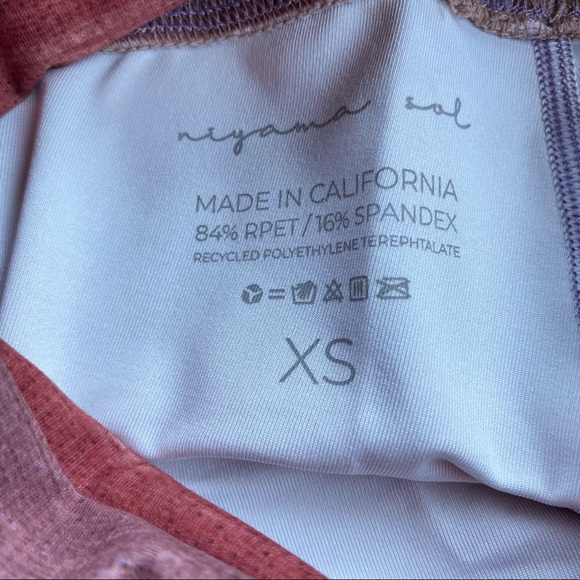 niyama sol
MADE IN CALIFORNIA
84% RPET / 16% SPANDEX
RECYCLED POLYETHYLENE TEREPHTALATE
XS